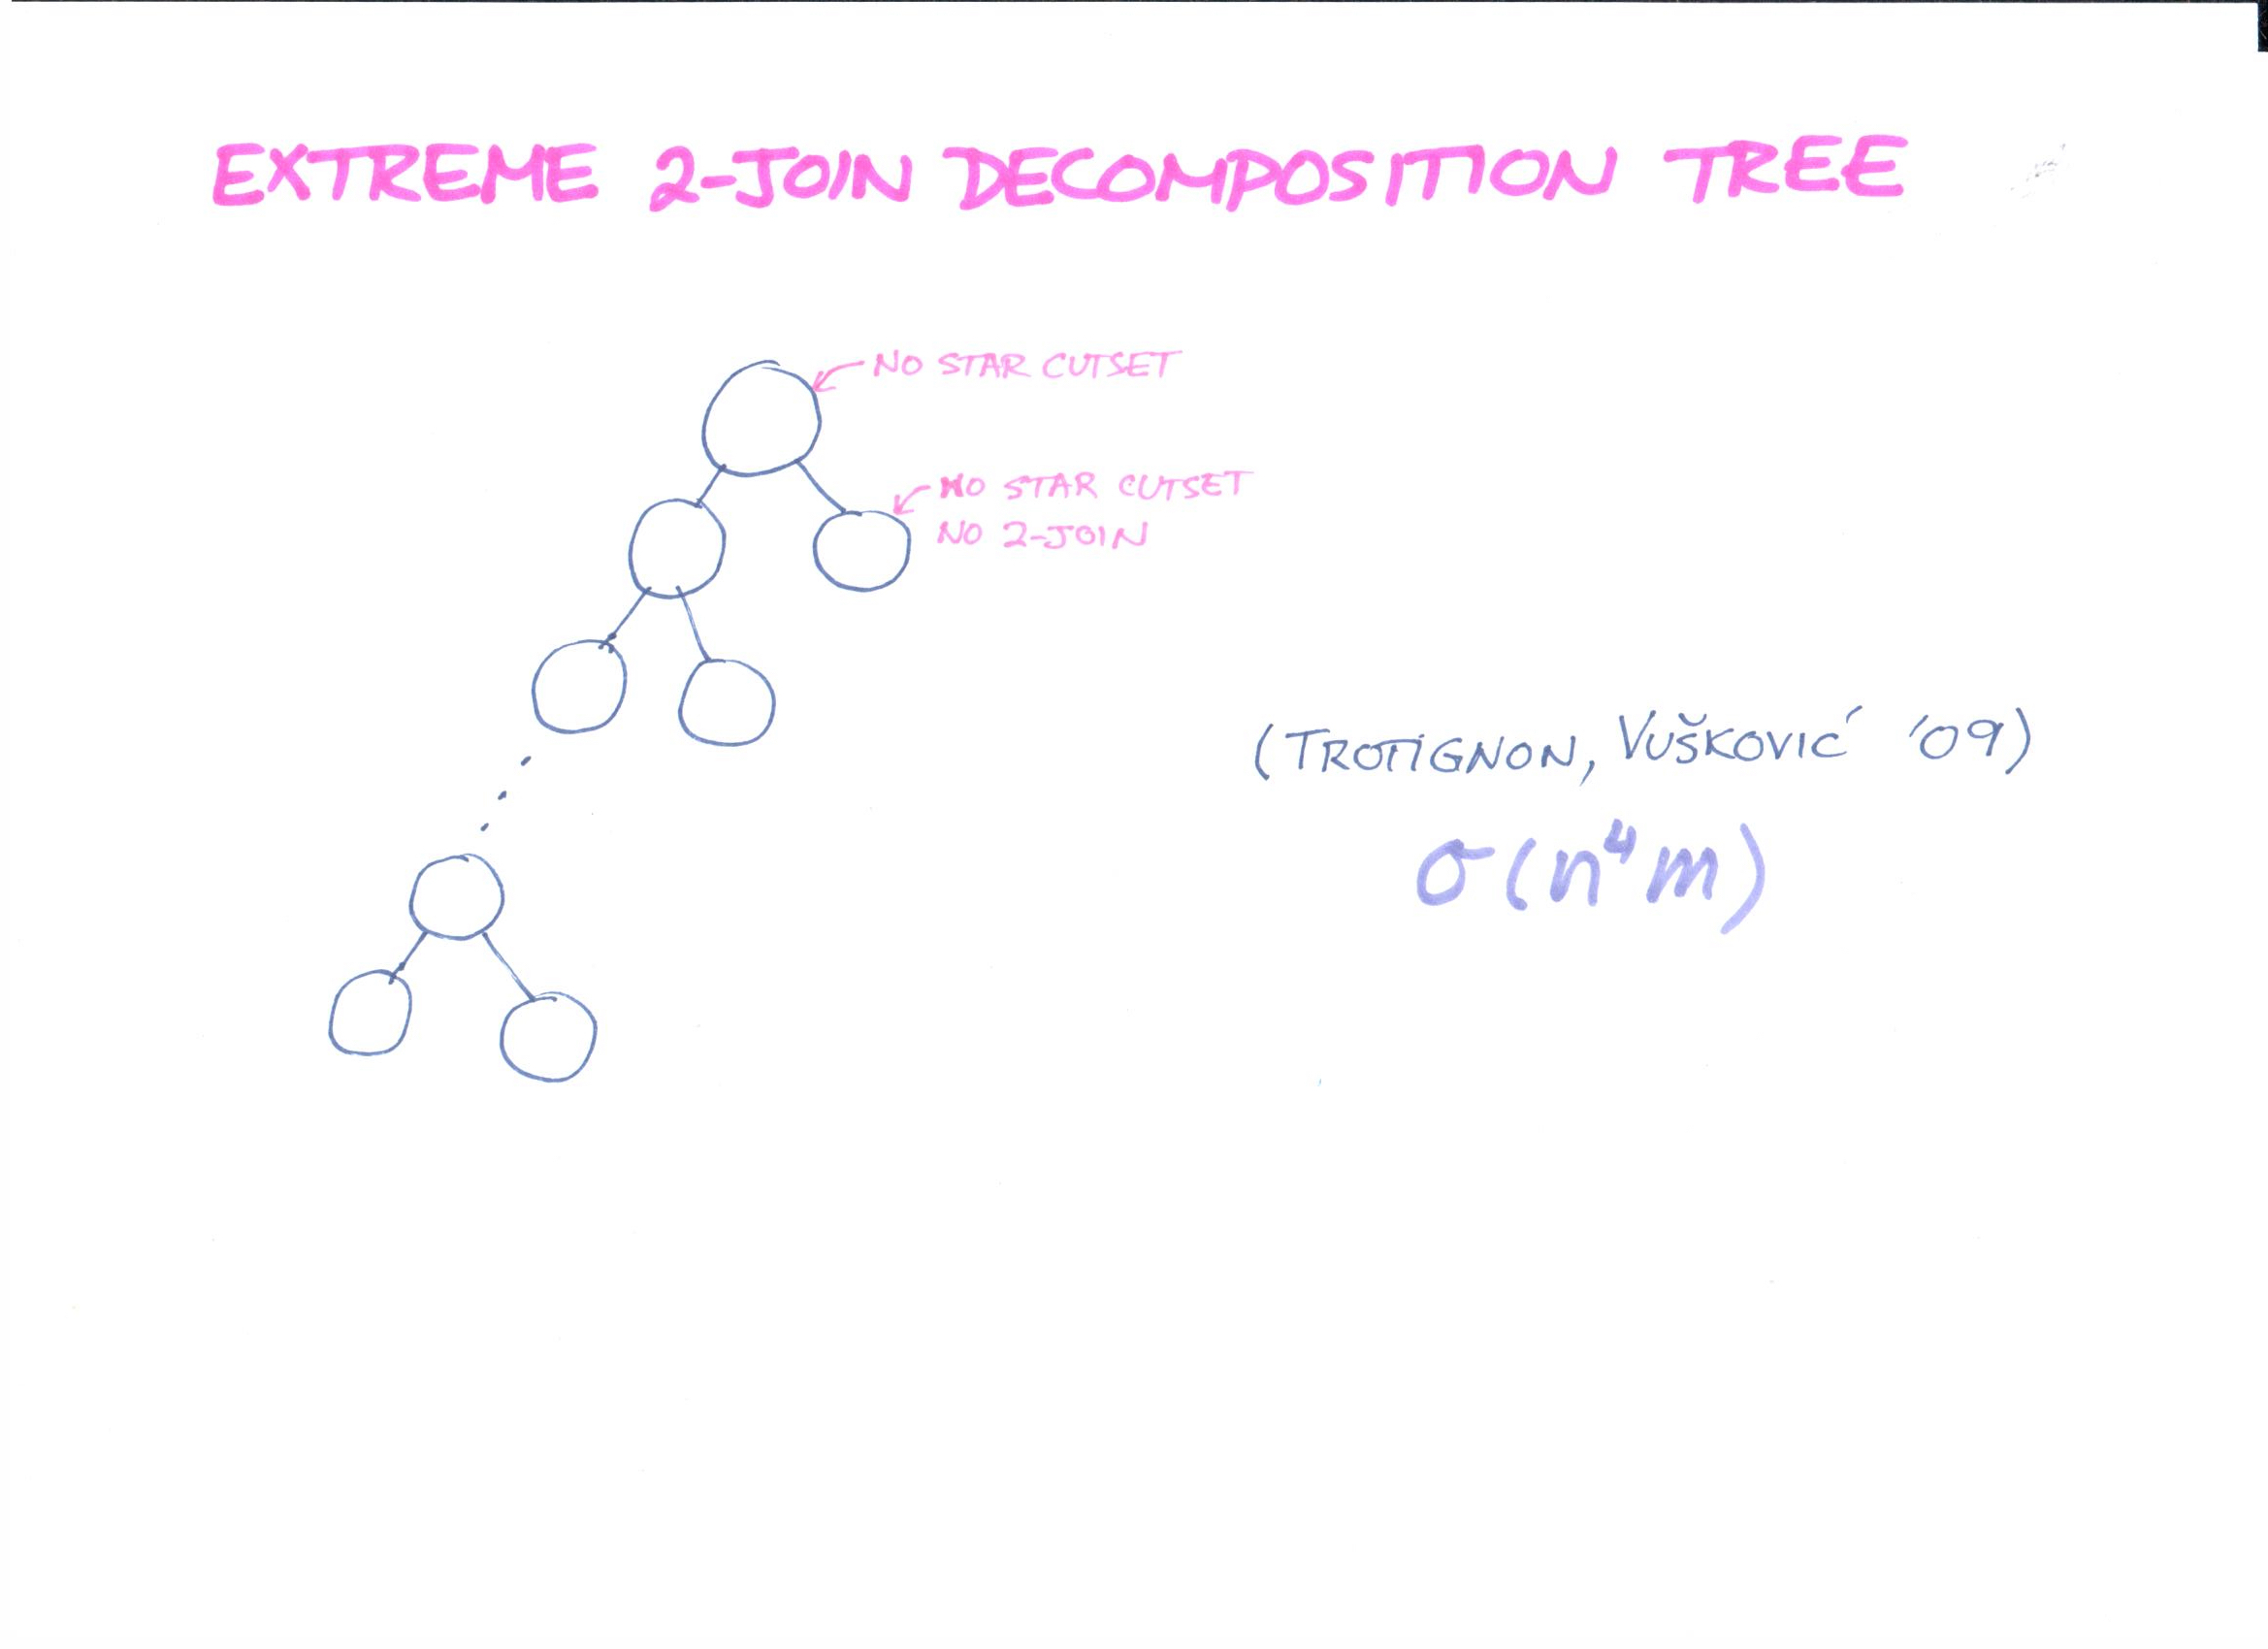 EXTREME 2-JOIN DECOMPOSITION TREE
NO STAR CUTSET
NO STAR CUTSET
NO 2-JOIN
(TROTIGNON, VUŠKOVIĆ '09)
O(n⁴m)